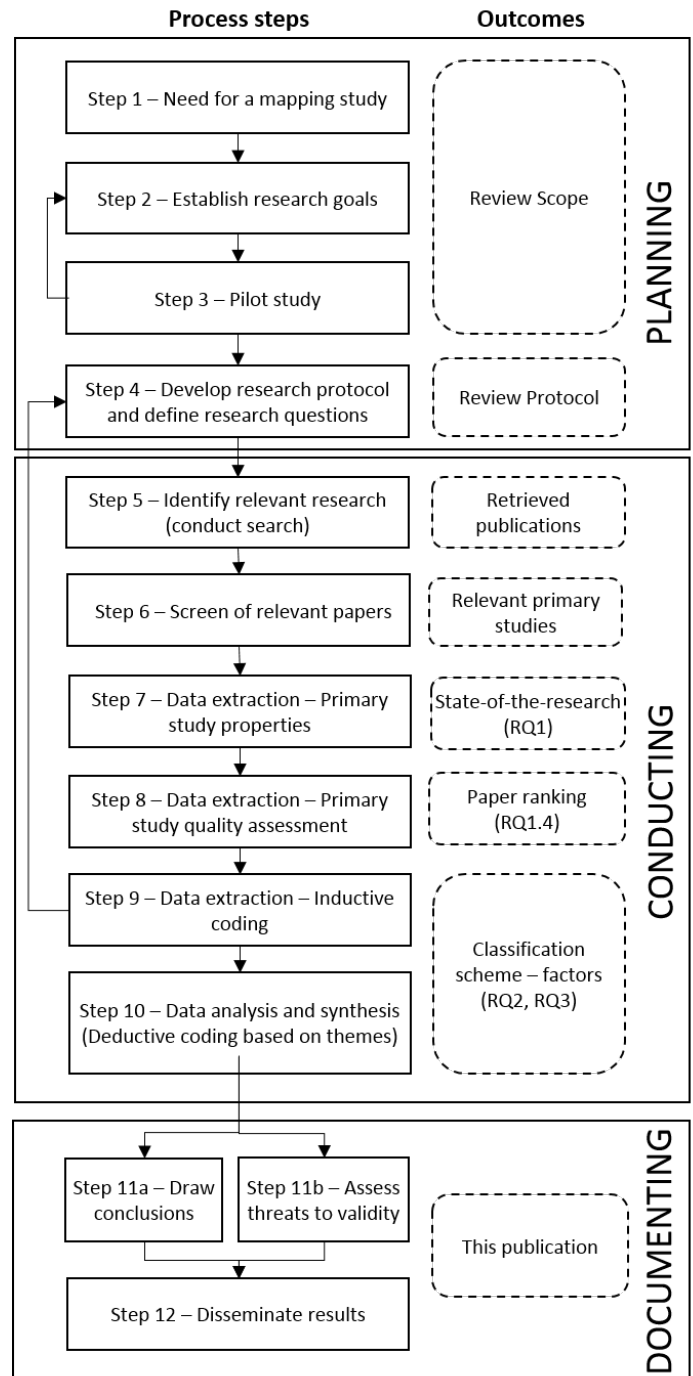 Process steps
Outcomes
Step 1 – Need for a mapping study
Step 2 – Establish research goals
Step 3 – Pilot study
Review Scope
Step 4 – Develop research protocol
and define research questions
Review Protocol
PLANNING
Step 5 – Identify relevant research
(conduct search)
Retrieved
publications
Step 6 – Screen of relevant papers
Relevant primary
studies
Step 7 – Data extraction – Primary
study properties
State-of-the-research
(RQ1)
Step 8 – Data extraction – Primary
study quality assessment
Paper ranking
(RQ1.4)
Step 9 – Data extraction – Inductive
coding
Step 10 – Data analysis and synthesis
(Deductive coding based on themes)
Classification
scheme – factors
(RQ2, RQ3)
CONDUCTING
Step 11a – Draw
conclusions
Step 11b – Assess
threats to validity
Step 12 – Disseminate results
This publication
DOCUMENTING